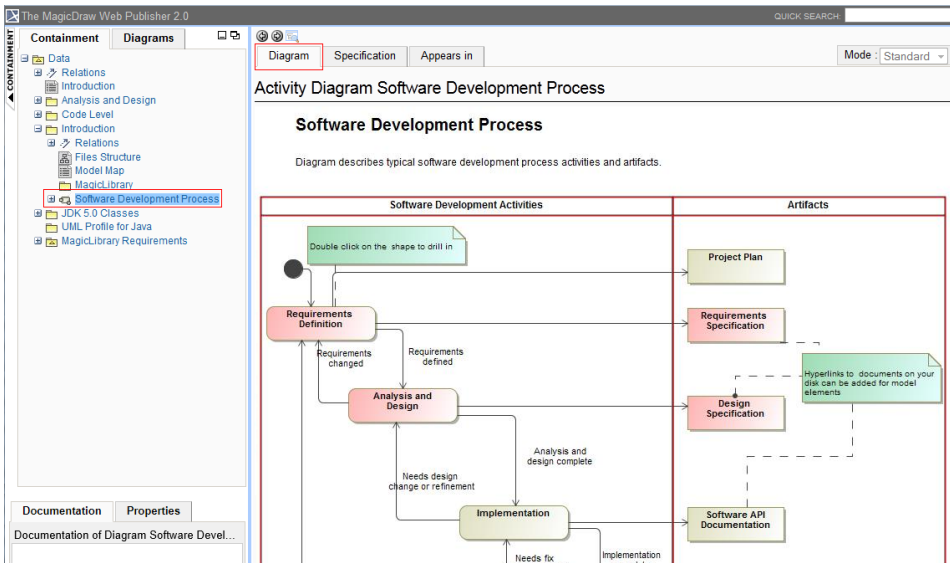 The MagicDraw Web Publisher 2.0
QUICK SEARCH:
CONTAINMENT
Containment
Diagrams
Data
Relations
Introduction
Analysis and Design
Code Level
Introduction
Relations
Files Structure
Model Map
MagicLibrary
Software Development Process
JDK 5.0 Classes
UML Profile for Java
MagicLibrary Requirements
Documentation
Properties
Documentation of Diagram Software Devel...
Diagram
Specification
Appears in
Mode : Standard
Activity Diagram Software Development Process
Software Development Process
Diagram describes typical software development process activities and artifacts.
Software Development Activities
Artifacts
Double click on the shape to drill in
Project Plan
Requirements
Definition
Requirements
Specification
Requirements
changed
Requirements
defined
Hyperlinks to documents on your
disk can be added for model
elements
Analysis and
Design
Design
Specification
Analysis and
design complete
Needs design
change or refinement
Implementation
Software API
Documentation
Needs fix
Implementation